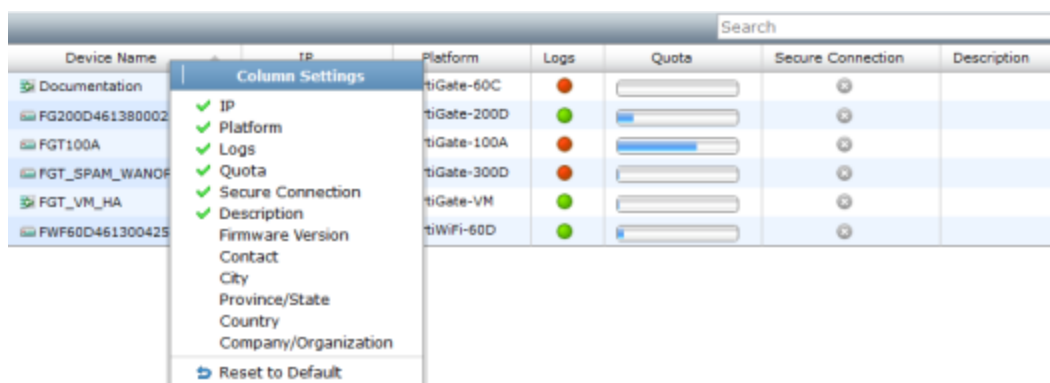 Search
Device Name IP Platform Logs Quota Secure Connection Description
Column Settings
Documentation tiGate-60C
FG200D461380002 tiGate-200D
FGT100A tiGate-100A
FGT_SPAM_WANOP tiGate-300D
FGT_VM_HA tiGate-VM
FWF60D461300425 tiWiFi-60D
IP
Platform
Logs
Quota
Secure Connection
Description
Firmware Version
Contact
City
Province/State
Country
Company/Organization
Reset to Default